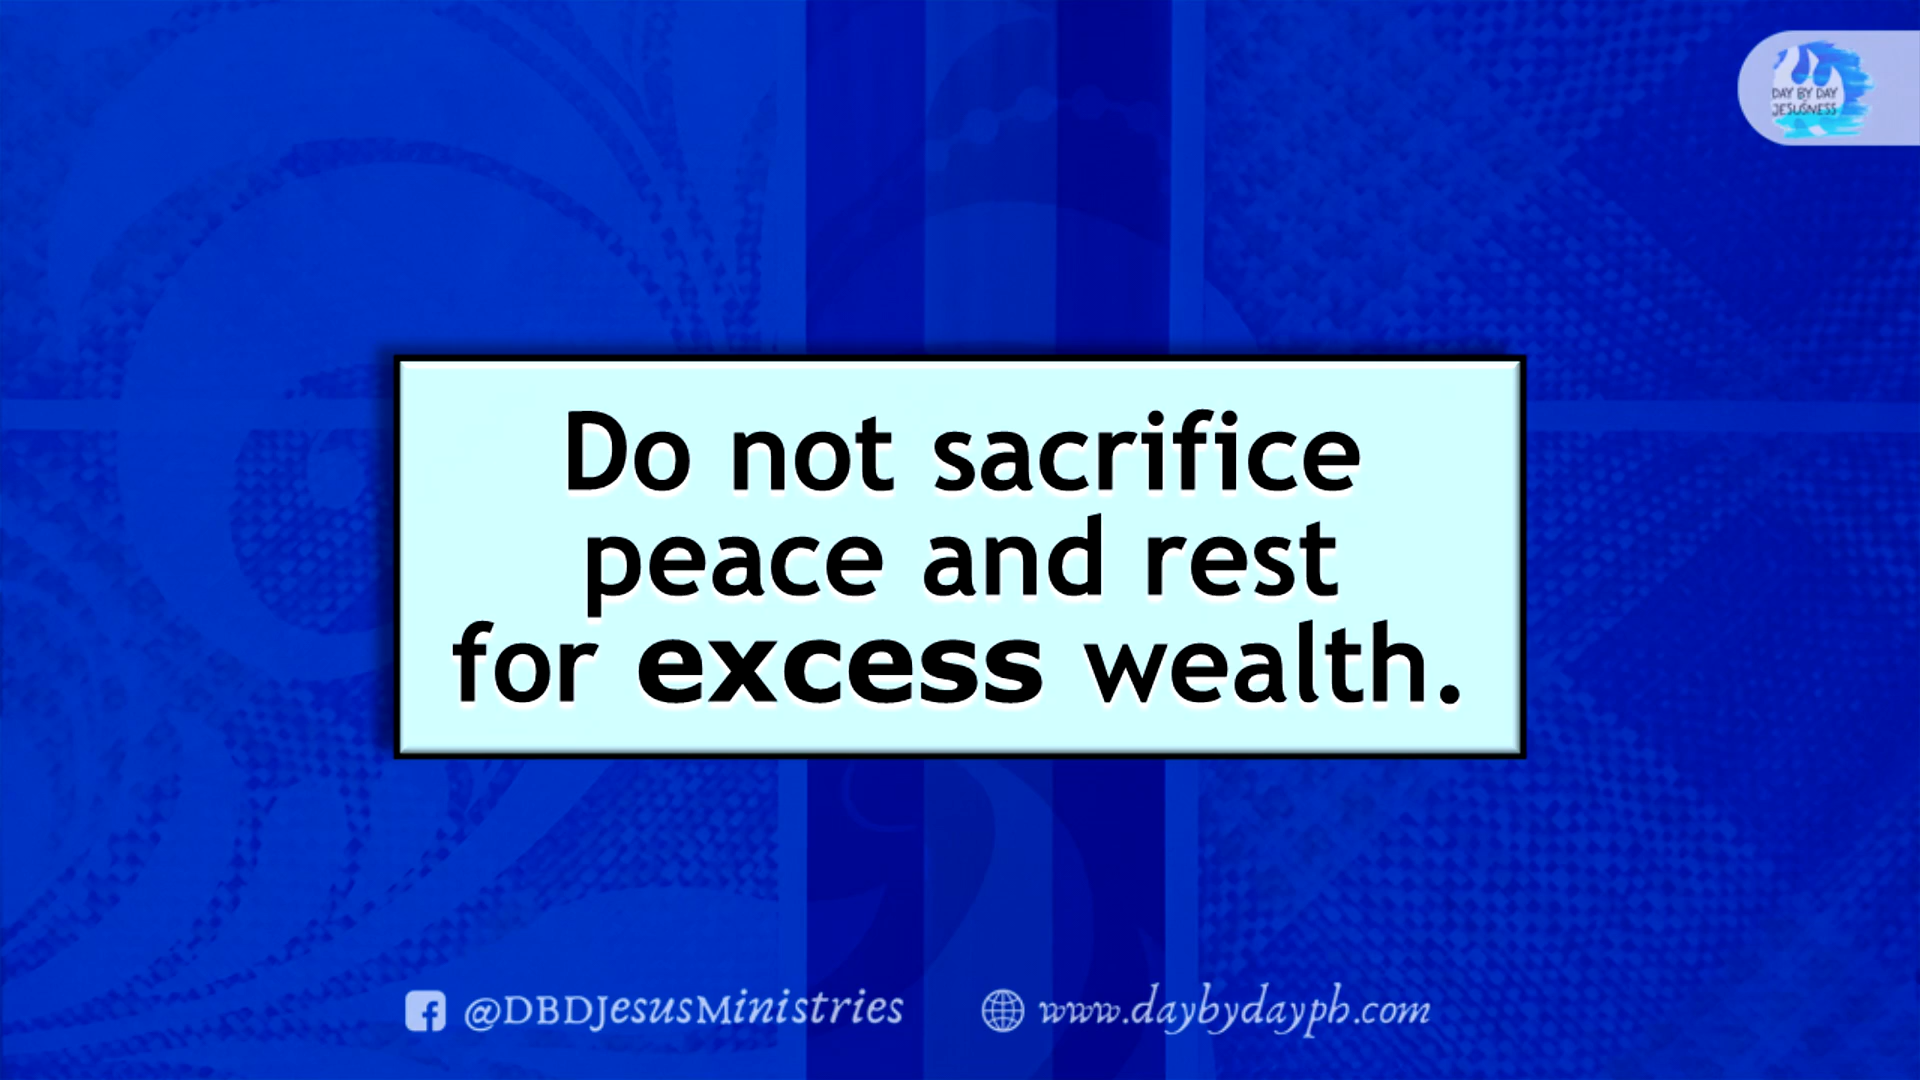 DAY BY DAY
JESUSNESS
Do not sacrifice
peace and rest
for excess wealth.
@DBDJesusMinistries
www.daybydayph.com